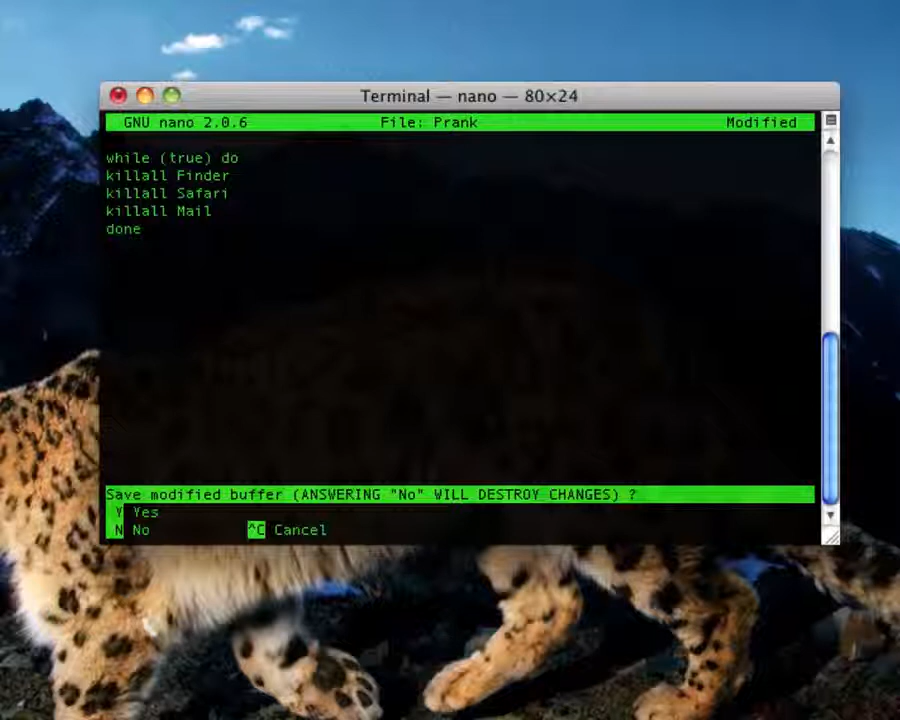 Terminal — nano — 80×24
GNU nano 2.0.6 File: Prank Modified
while (true) do
killall Finder
killall Safari
killall Mail
done
Save modified buffer (ANSWERING "No" WILL DESTROY CHANGES) ?
Y Yes
N No ^C Cancel